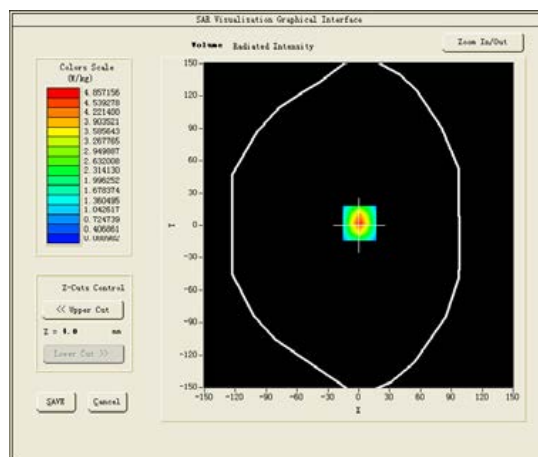 SAR Visualisation Graphical Interface
Volume Radiated Intensity
Zoom In/Out
Colors Scale
(W/kg)
4.857156
4.539278
4.221400
3.903521
3.585643
3.267765
2.949887
2.632008
2.314130
1.996252
1.678374
1.360495
1.042617
0.724739
0.406861
0.088982
150
120
90
60
30
0
-30
-60
-90
-120
-150
Y
-150 -120 -90 -60 -30 0 30 60 90 120 150
X
Z-Cuts Control
<< Upper Cut
Z = 4.0 mm
Lower Cut >>
SAVE Cancel